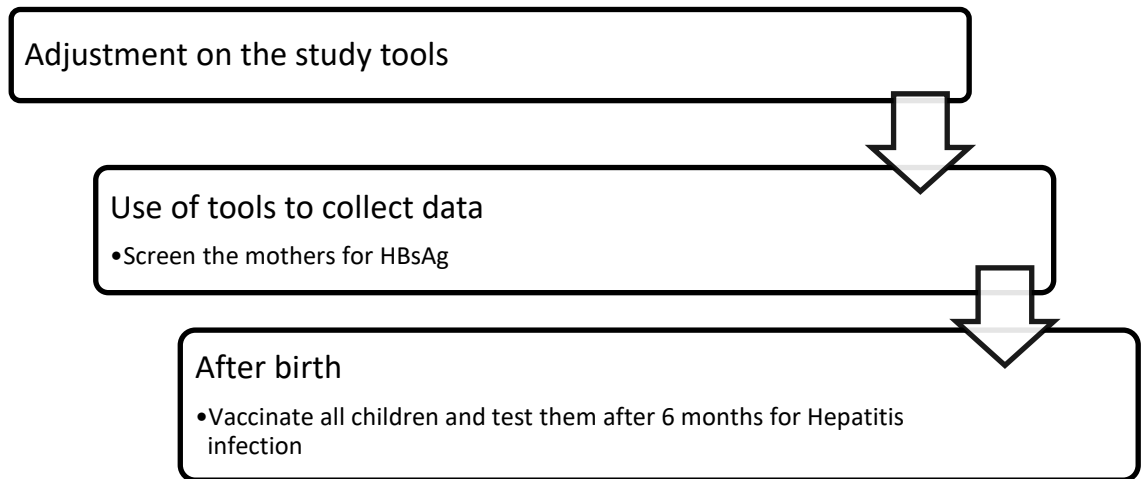 Adjustment on the study tools
Use of tools to collect data
•Screen the mothers for HBsAg
After birth
•Vaccinate all children and test them after 6 months for Hepatitis
infection